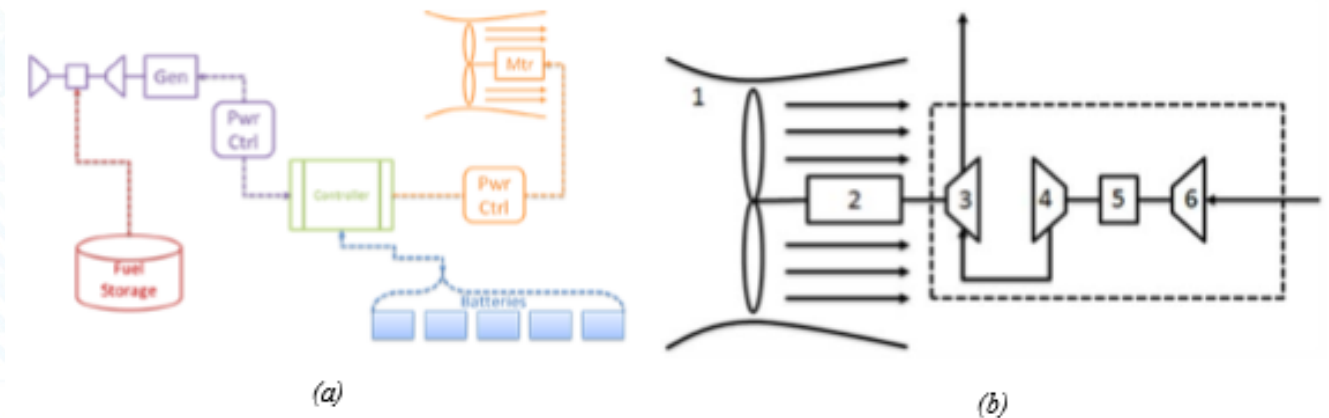 Gen
Pwr
Ctrl
Fuel
Storage
Controller
Batteries
Mtr
Pwr
Ctrl
(a)
1
2
3
4
5
6
(b)